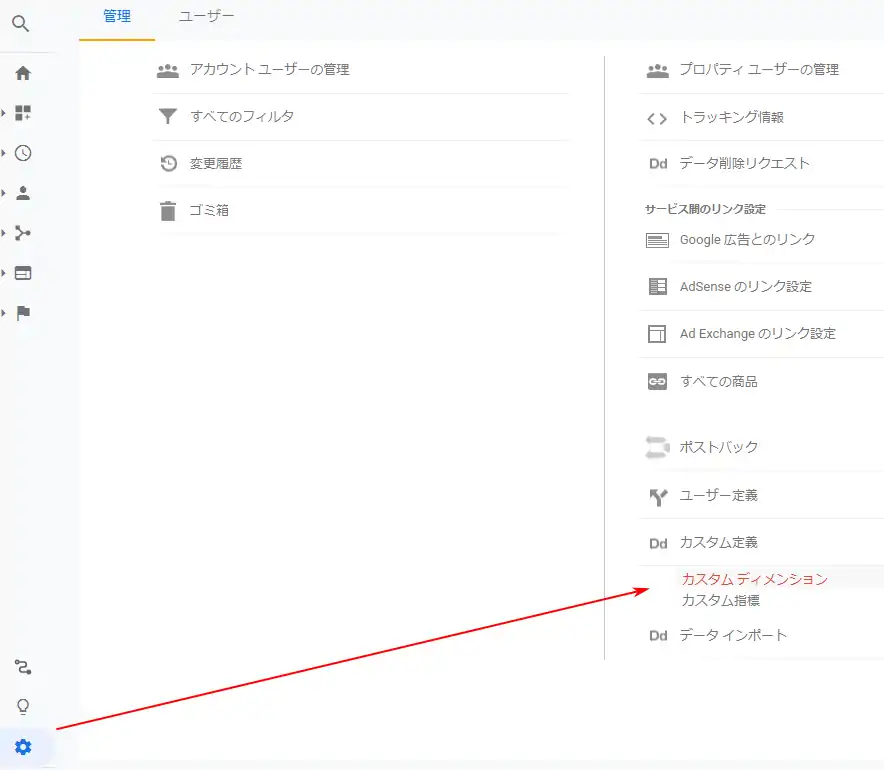 管理
ユーザー
アカウント ユーザーの管理
すべてのフィルタ
変更履歴
ゴミ箱
プロパティ ユーザーの管理
トラッキング情報
Dd データ削除リクエスト
サービス間のリンク設定
Google 広告とのリンク
AdSense のリンク設定
Ad Exchange のリンク設定
すべての商品
ポストバック
ユーザー定義
Dd カスタム定義
カスタム ディメンション
カスタム指標
Dd データ インポート